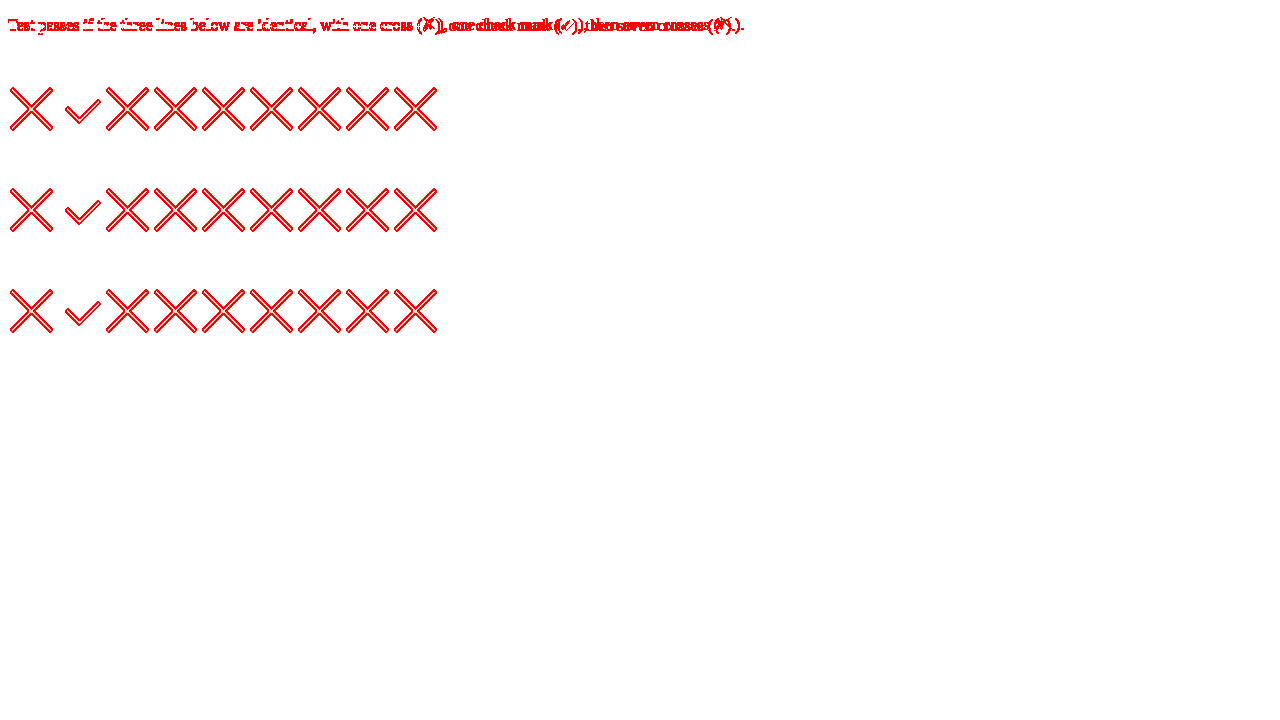 Test passes if the three lines below are identical, with one cross (✗), one check mark (✓), then seven crosses (✗).
✗✓✗✗✗✗✗✗✗
✗✓✗✗✗✗✗✗✗
✗✓✗✗✗✗✗✗✗